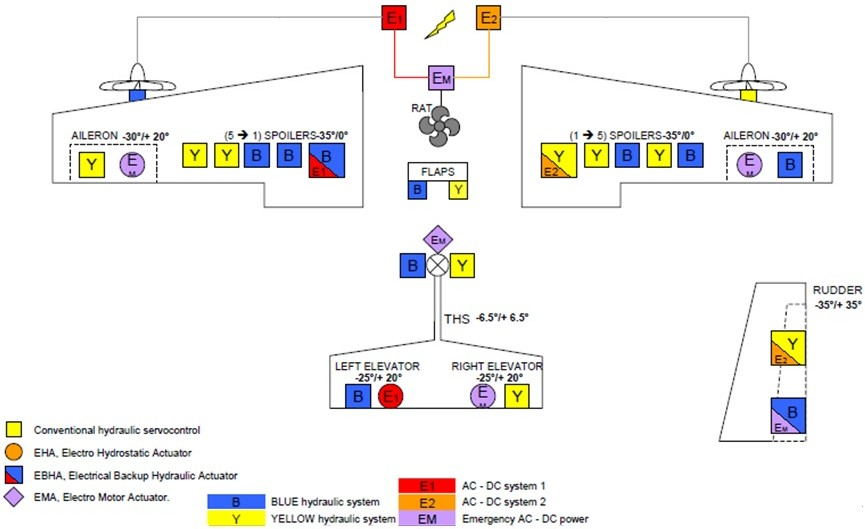 E1
E2
EM
RAT
AILERON -30°/+ 20°
(5 ➔ 1) SPOILERS-35°/0°
(1 ➔ 5) SPOILERS-35°/0°
AILERON -30°/+ 20°
Y
EM
Y
Y
B
B
B
E1
Y
E2
Y
B
Y
B
EM
B
FLAPS
B
Y
EM
B
Y
THS -6.5°/+ 6.5°
LEFT ELEVATOR
-25°/+ 20°
RIGHT ELEVATOR
-25°/+ 20°
B
E1
EM
Y
RUDDER
-35°/+ 35°
Y
E2
B
EM
Conventional hydraulic servocontrol
EHA, Electro Hydrostatic Actuator
EBHA, Electrical Backup Hydraulic Actuator
EMA, Electro Motor Actuator.
B BLUE hydraulic system
Y YELLOW hydraulic system
E1 AC - DC system 1
E2 AC - DC system 2
EM Emergency AC - DC power